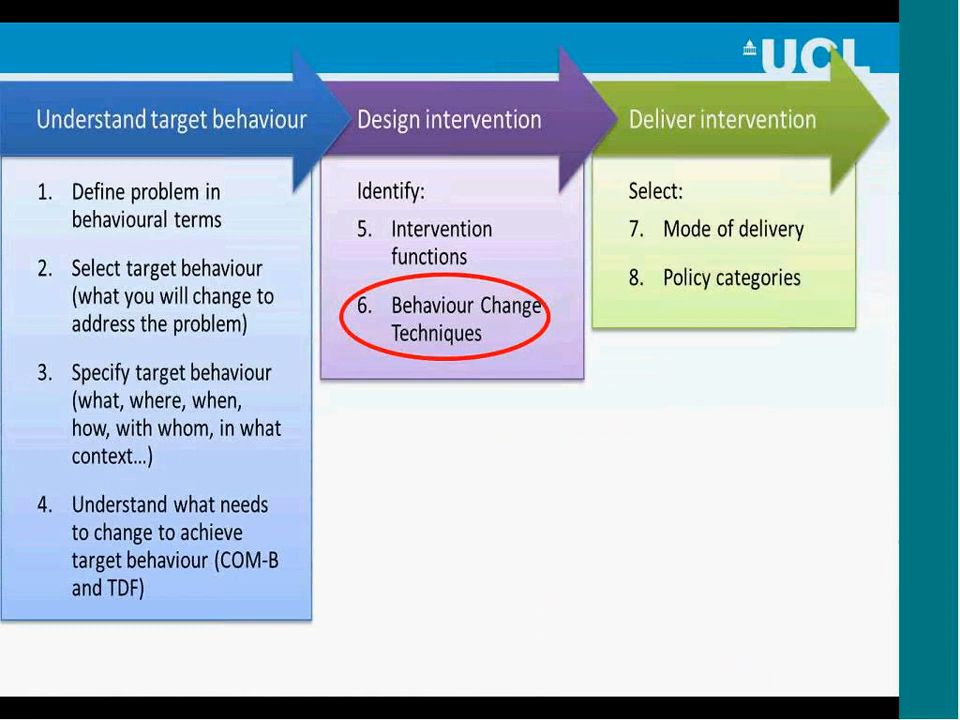 UCL
Understand target behaviour
1. Define problem in
behavioural terms
2. Select target behaviour
(what you will change to
address the problem)
3. Specify target behaviour
(what, where, when,
how, with whom, in what
context…)
4. Understand what needs
to change to achieve
target behaviour (COM-B
and TDF)
Design intervention
Identify:
5. Intervention
functions
6. Behaviour Change
Techniques
Deliver intervention
Select:
7. Mode of delivery
8. Policy categories